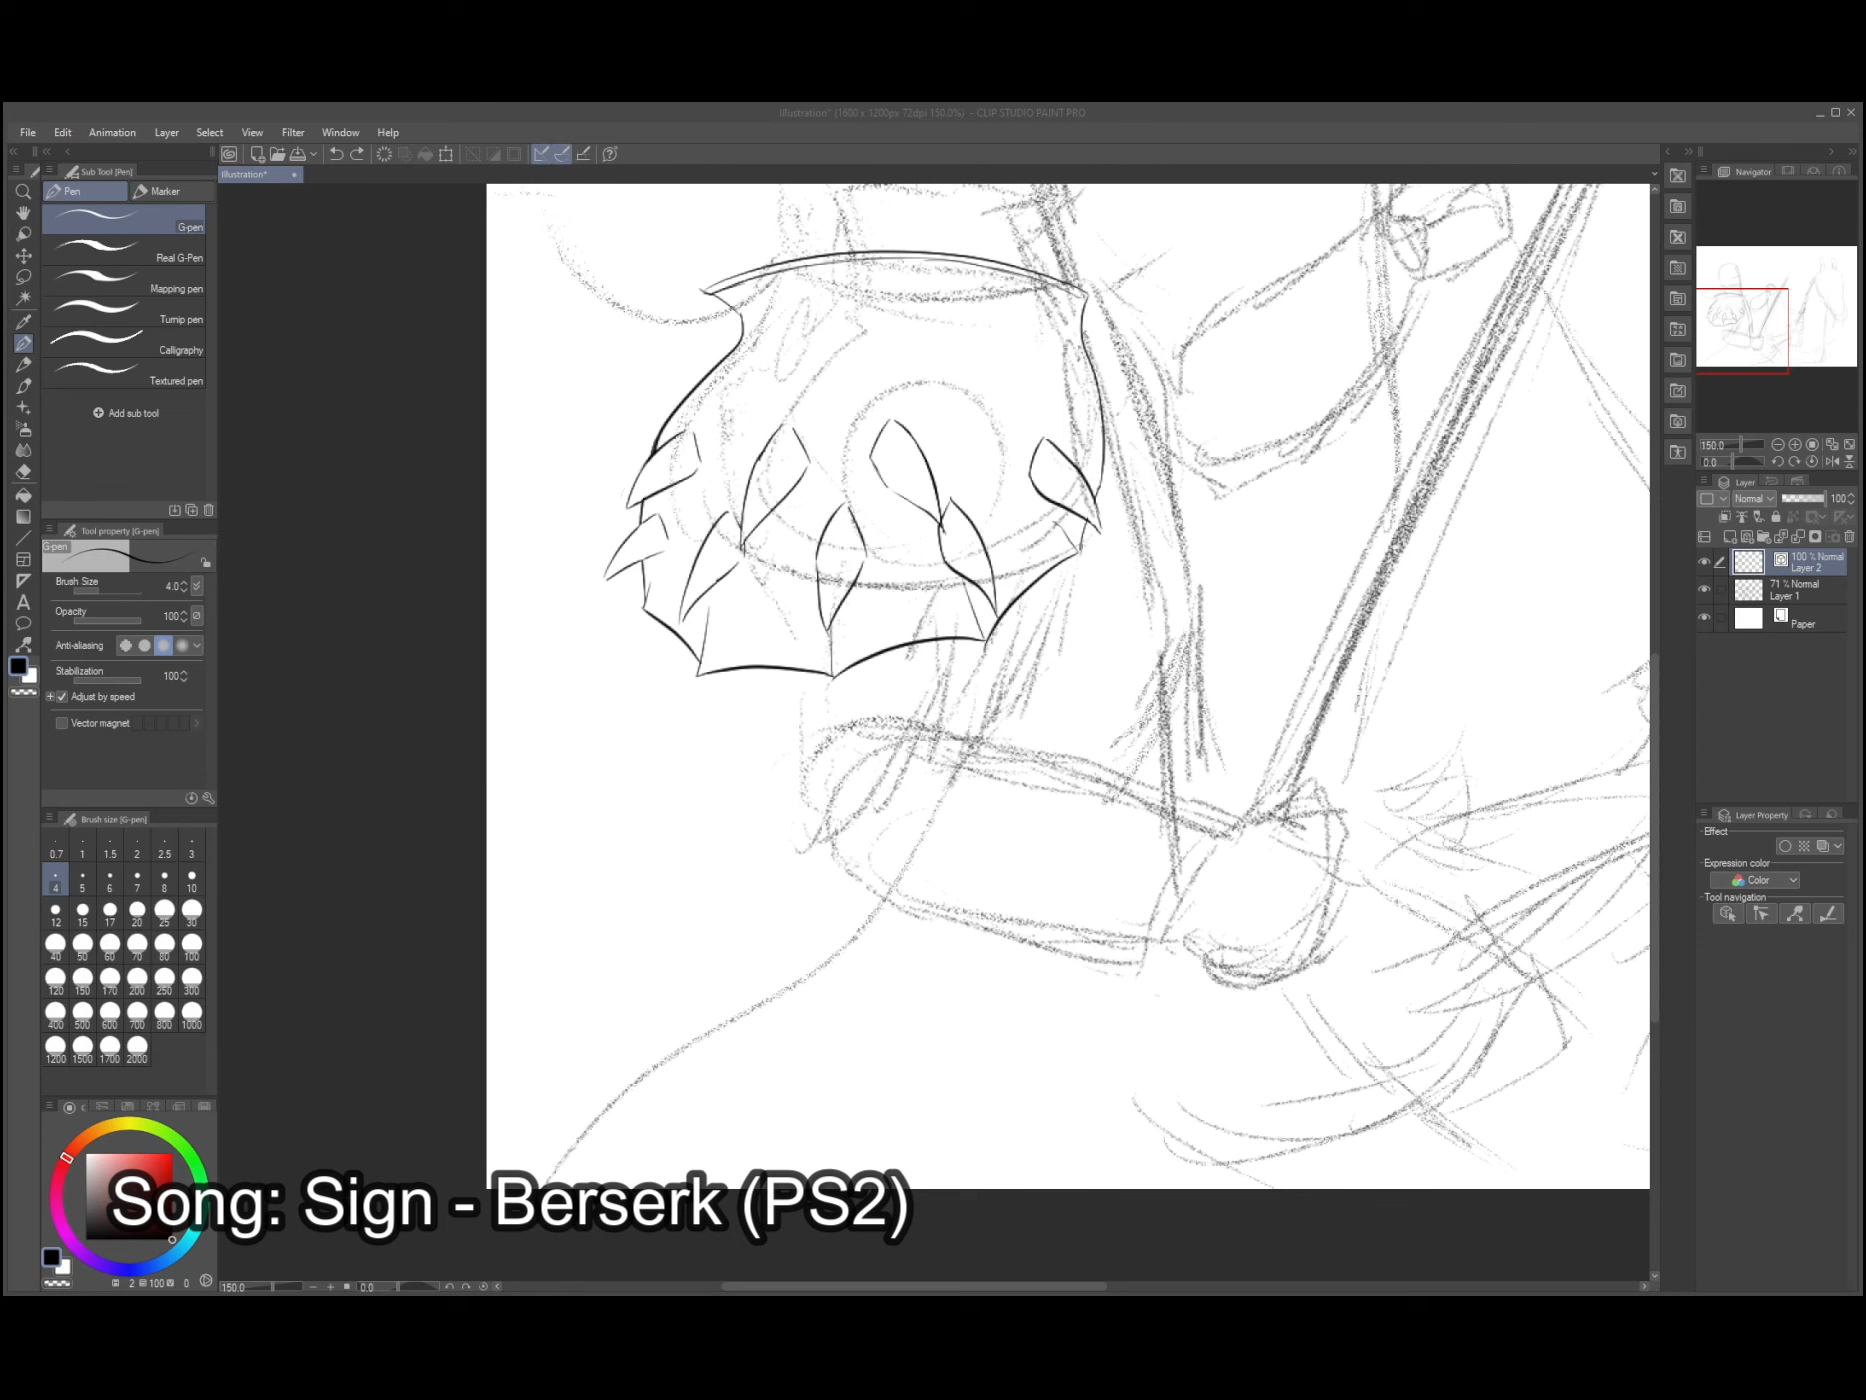 Illustration* (1600 x 1200px 72dpi 150.0%) - CLIP STUDIO PAINT PRO
File Edit Animation Layer Select View Filter Window Help
Sub Tool [Pen]
Illustration*
Navigator
Pen Marker
G-pen
Real G-Pen
Mapping pen
Turnip pen
Calligraphy
Textured pen
Add sub tool
150.0
0.0
Layer
Normal 100
Tool property [G-pen]
G-pen
100 % Normal
Layer 2
71 % Normal
Layer 1
Paper
Brush Size 4.0
Opacity 100
Anti-aliasing
Stabilization 100
Adjust by speed
Vector magnet
Brush size [G-pen]
0.7 1 1.5 2 2.5 3
4 5 6 7 8 10
12 15 17 20 25 30
40 50 60 70 80 100
120 150 170 200 250 300
400 500 600 700 800 1000
1200 1500 1700 2000
Layer Property
Effect
Expression color
Color
Tool navigation
Song: Sign - Berserk (PS2)
2 100 0
150.0 0.0